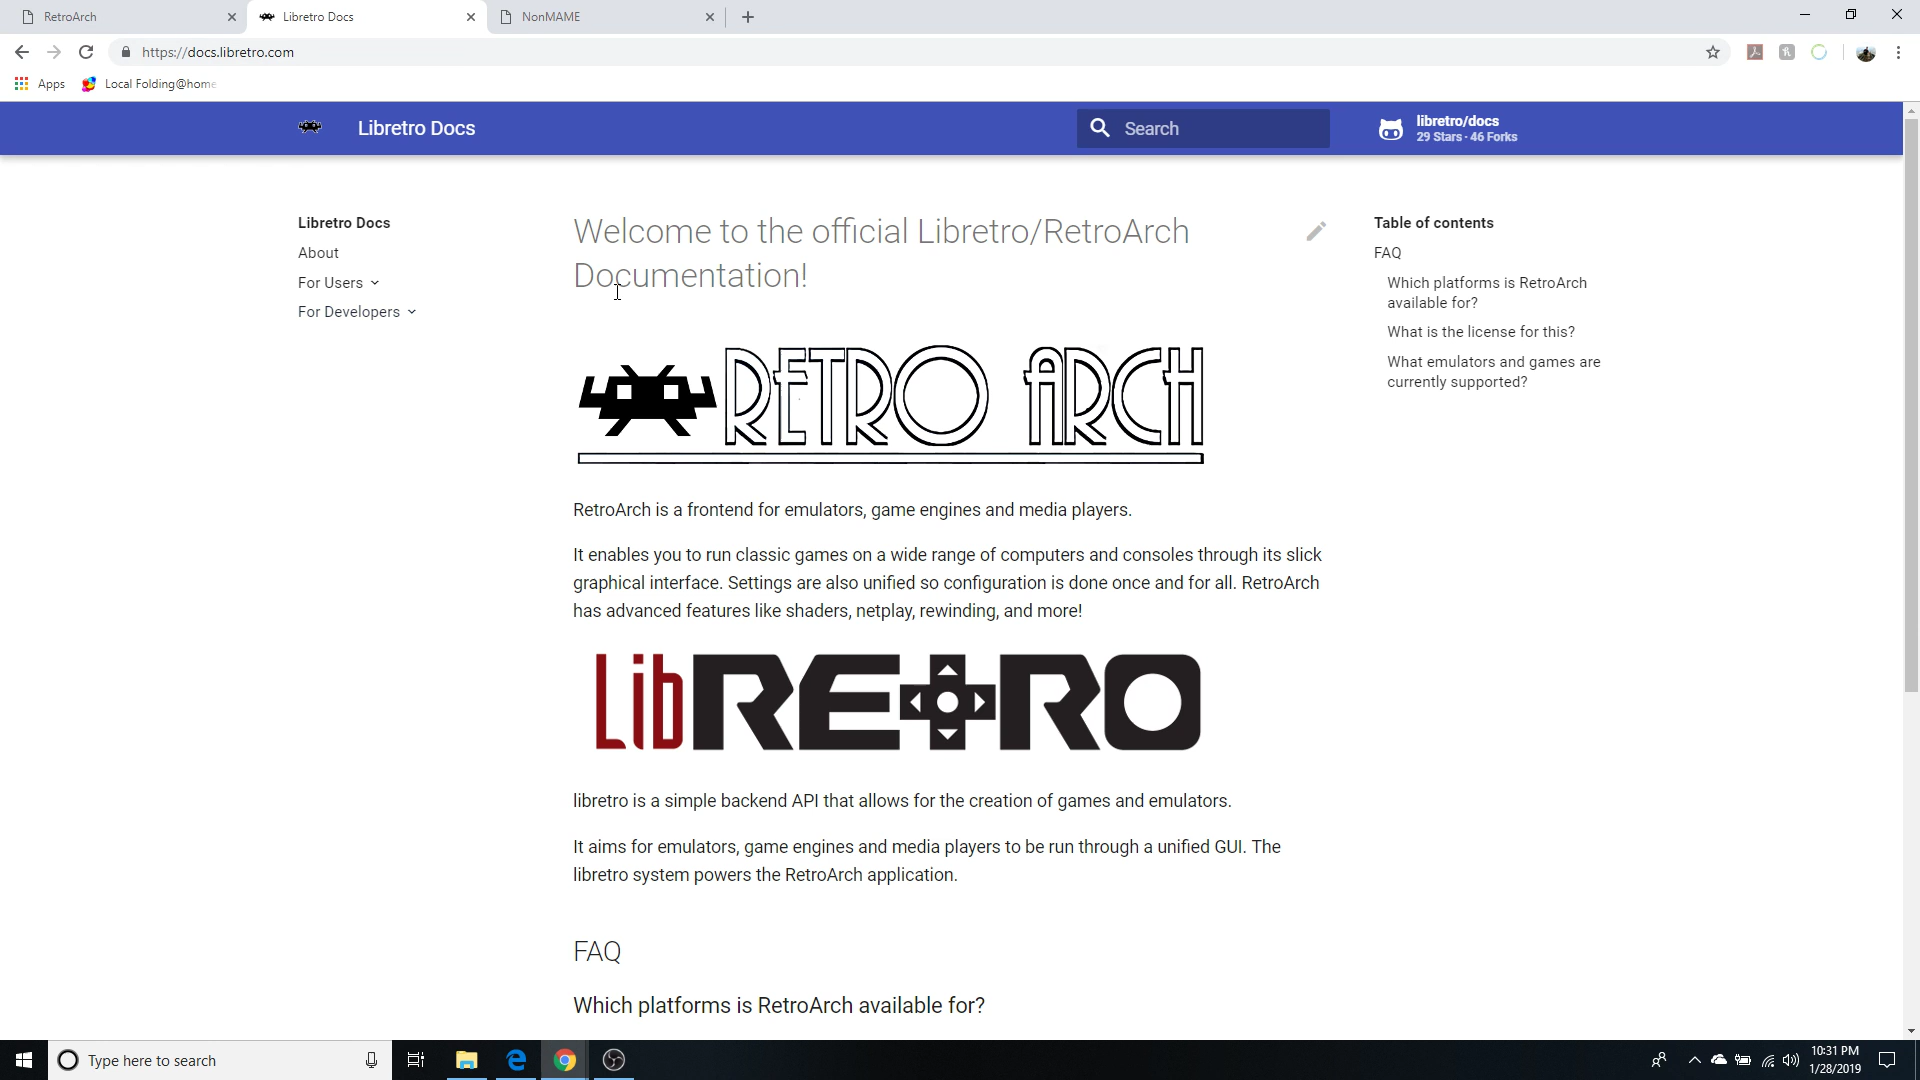 RetroArch
Libretro Docs
NonMAME
https://docs.libretro.com
Apps
Local Folding@home
Libretro Docs
Search
libretro/docs
29 Stars · 46 Forks
Libretro Docs
About
For Users
For Developers
Welcome to the official Libretro/RetroArch
Documentation!
RETRO ARCH
RetroArch is a frontend for emulators, game engines and media players.
It enables you to run classic games on a wide range of computers and consoles through its slick
graphical interface. Settings are also unified so configuration is done once and for all. RetroArch
has advanced features like shaders, netplay, rewinding, and more!
LibRETRO
libretro is a simple backend API that allows for the creation of games and emulators.
It aims for emulators, game engines and media players to be run through a unified GUI. The
libretro system powers the RetroArch application.
FAQ
Which platforms is RetroArch available for?
Table of contents
FAQ
Which platforms is RetroArch
available for?
What is the license for this?
What emulators and games are
currently supported?
Type here to search
10:31 PM
1/28/2019